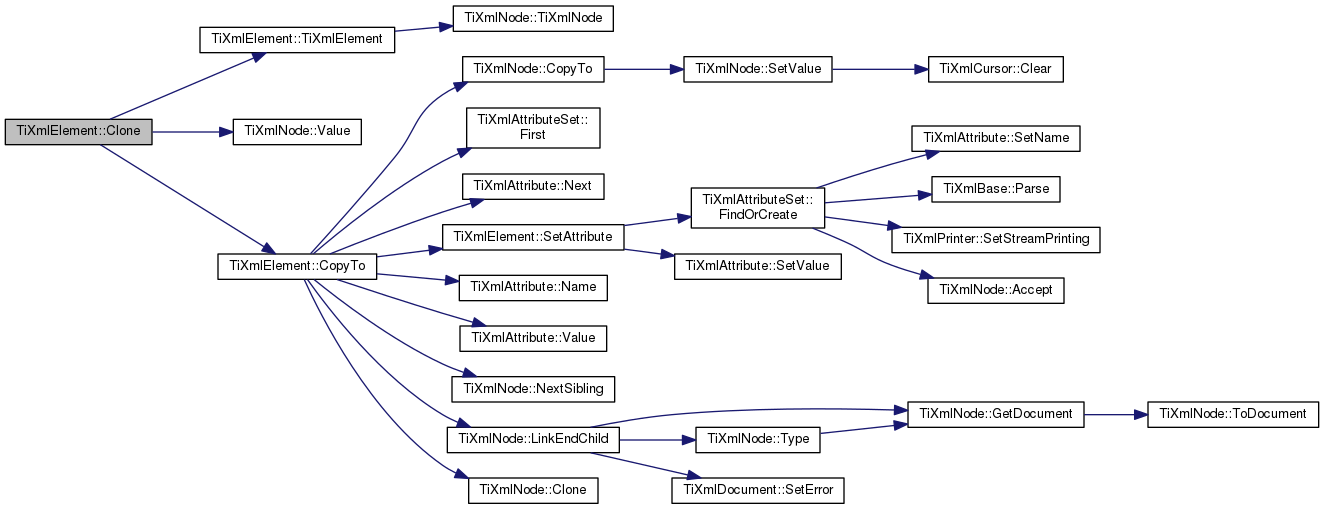 TiXmlElement::Clone
TiXmlElement::TiXmlElement
TiXmlNode::TiXmlNode
TiXmlNode::Value
TiXmlElement::CopyTo
TiXmlNode::CopyTo
TiXmlNode::SetValue
TiXmlCursor::Clear
TiXmlAttributeSet::
First
TiXmlAttribute::Next
TiXmlElement::SetAttribute
TiXmlAttributeSet::
FindOrCreate
TiXmlAttribute::SetName
TiXmlBase::Parse
TiXmlPrinter::SetStreamPrinting
TiXmlNode::Accept
TiXmlAttribute::SetValue
TiXmlAttribute::Name
TiXmlAttribute::Value
TiXmlNode::NextSibling
TiXmlNode::LinkEndChild
TiXmlNode::GetDocument
TiXmlNode::ToDocument
TiXmlNode::Type
TiXmlDocument::SetError
TiXmlNode::Clone